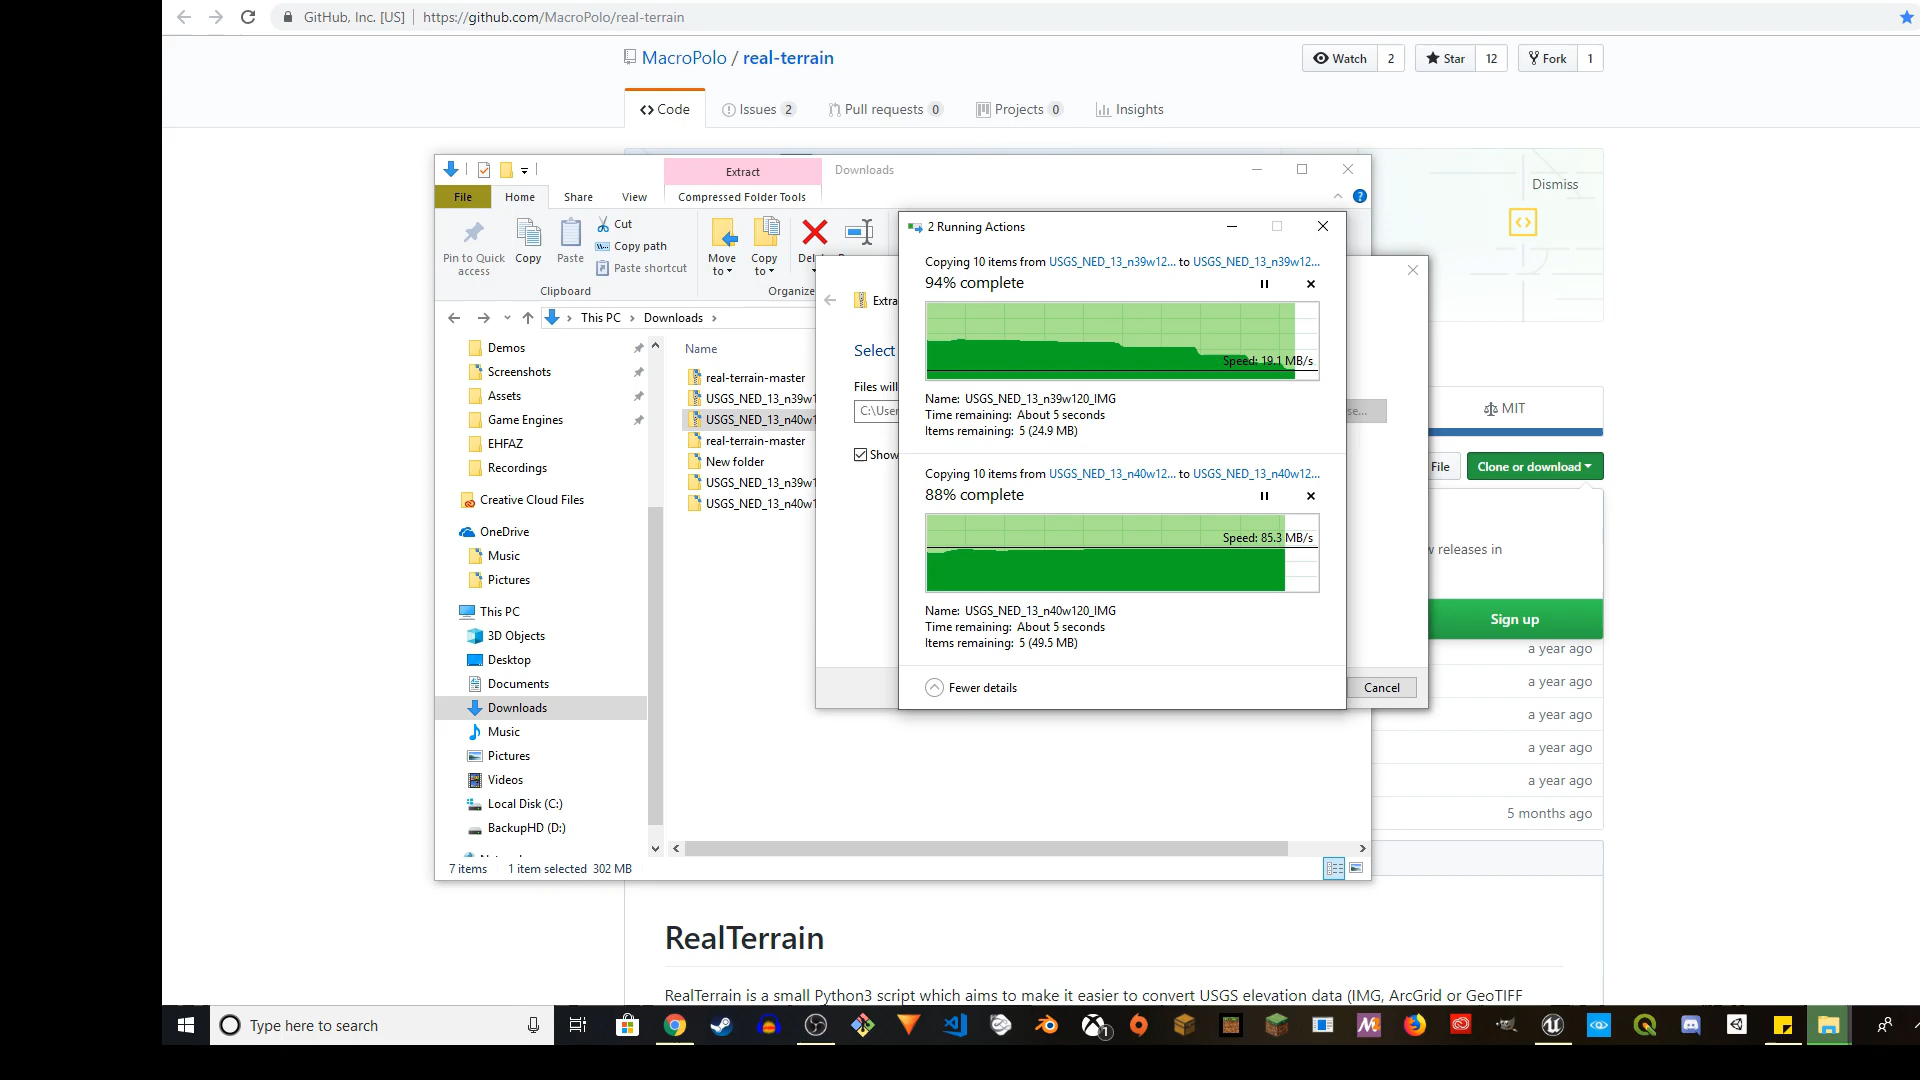 GitHub, Inc. [US] https://github.com/MacroPolo/real-terrain
MacroPolo / real-terrain
Watch 2 Star 12 Fork 1
Code Issues 2 Pull requests 0 Projects 0 Insights
Extract Downloads
File Home Share View Compressed Folder Tools
Pin to Quick access
Copy
Paste
Cut
Copy path
Paste shortcut
Move to
Copy to
Clipboard
This PC Downloads
Demos
Screenshots
Assets
Game Engines
EHFAZ
Recordings
Creative Cloud Files
OneDrive
Music
Pictures
This PC
3D Objects
Desktop
Documents
Downloads
Music
Pictures
Videos
Local Disk (C:)
BackupHD (D:)
Name
real-terrain-master
USGS_NED_13_n39w1
USGS_NED_13_n40w1
real-terrain-master
New folder
USGS_NED_13_n39w1
USGS_NED_13_n40w1
7 items 1 item selected 302 MB
Select
Files will
Show
Cancel
2 Running Actions
Copying 10 items from USGS_NED_13_n39w12... to USGS_NED_13_n39w12...
94% complete
Speed: 19.1 MB/s
Name: USGS_NED_13_n39w120_IMG
Time remaining: About 5 seconds
Items remaining: 5 (24.9 MB)
Copying 10 items from USGS_NED_13_n40w12... to USGS_NED_13_n40w12...
88% complete
Speed: 85.3 MB/s
Name: USGS_NED_13_n40w120_IMG
Time remaining: About 5 seconds
Items remaining: 5 (49.5 MB)
Fewer details
Dismiss
MIT
File Clone or download
releases in
Sign up
a year ago
a year ago
a year ago
a year ago
a year ago
5 months ago
RealTerrain
RealTerrain is a small Python3 script which aims to make it easier to convert USGS elevation data (IMG, ArcGrid or GeoTIFF
Type here to search